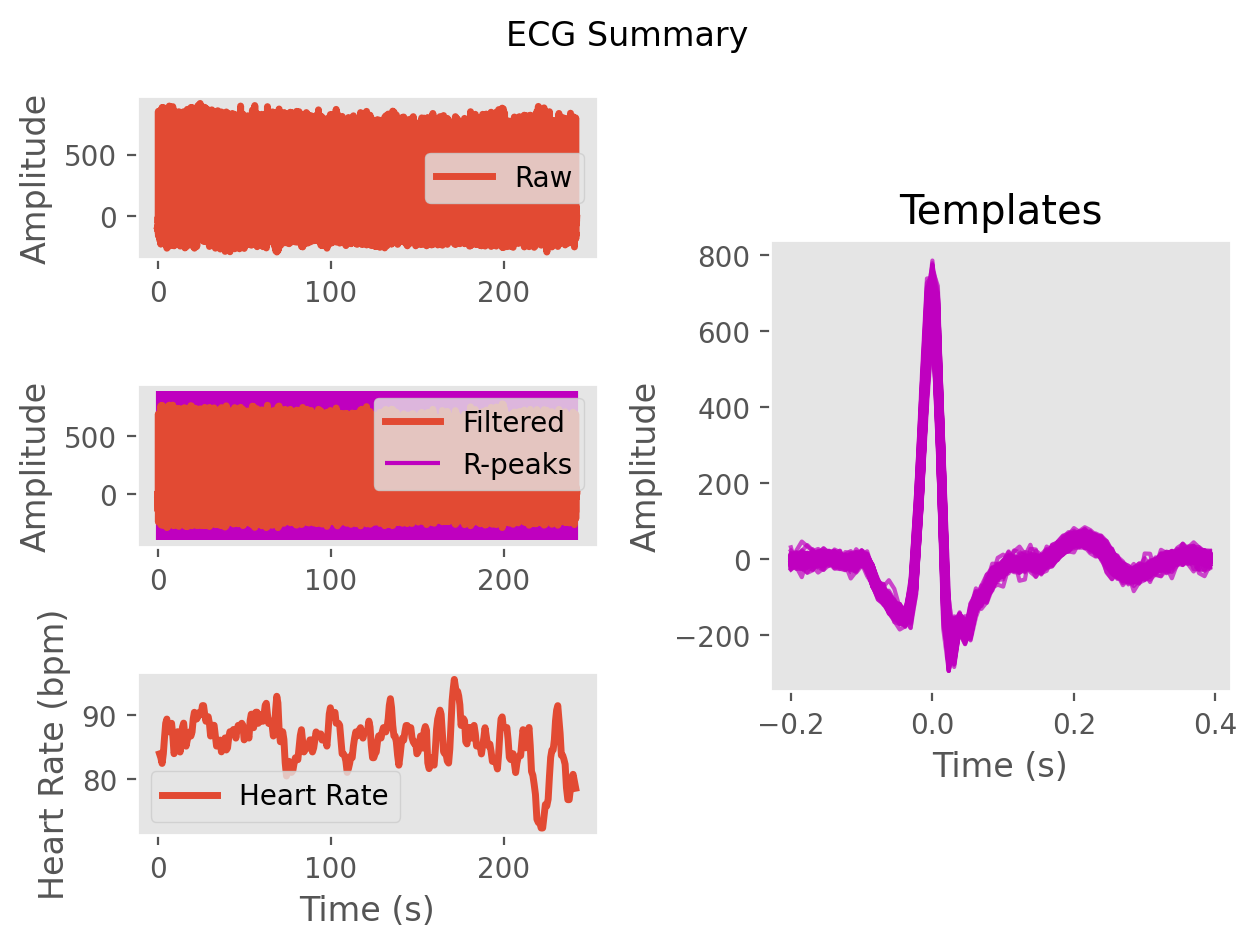 ECG Summary
Amplitude
500
0
Raw
0 100 200
Amplitude
500
0
Filtered
R-peaks
0 100 200
Heart Rate (bpm)
90
80
Heart Rate
0 100 200
Time (s)
Templates
Amplitude
800
600
400
200
0
−200
−0.2 0.0 0.2 0.4
Time (s)